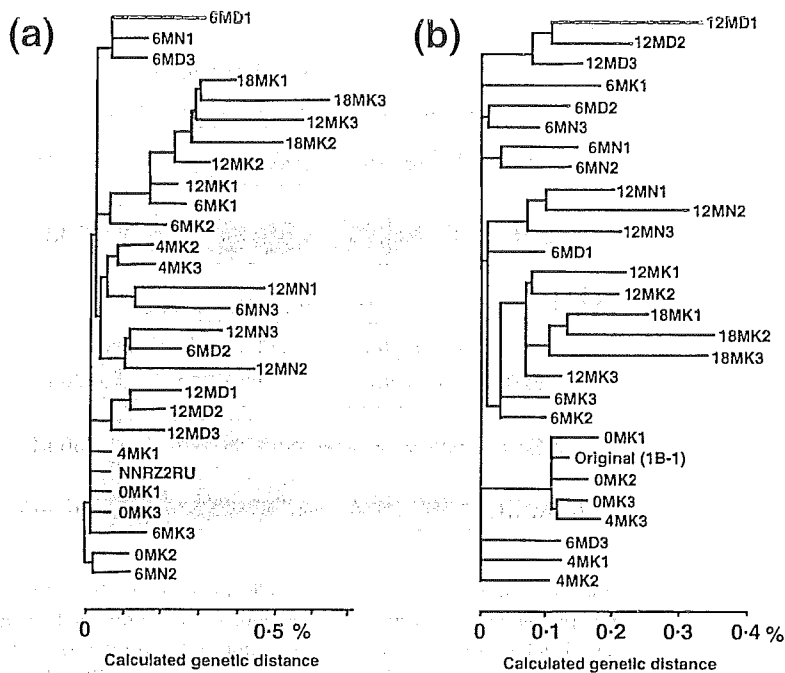 (a)
6MD1
6MN1
6MD3
18MK1
18MK3
12MK3
18MK2
12MK2
12MK1
6MK1
6MK2
4MK2
4MK3
12MN1
6MN3
12MN3
6MD2
12MN2
12MD1
12MD2
12MD3
4MK1
NNRZ2RU
0MK1
0MK3
6MK3
0MK2
6MN2
0 0·5 %
Calculated genetic distance
(b)
12MD1
12MD2
12MD3
6MK1
6MD2
6MN3
6MN1
6MN2
12MN1
12MN2
12MN3
6MD1
12MK1
12MK2
18MK1
18MK2
18MK3
12MK3
6MK3
6MK2
0MK1
Original (1B-1)
0MK2
0MK3
4MK3
6MD3
4MK1
4MK2
0 0·1 0·2 0·3 0·4 %
Calculated genetic distance